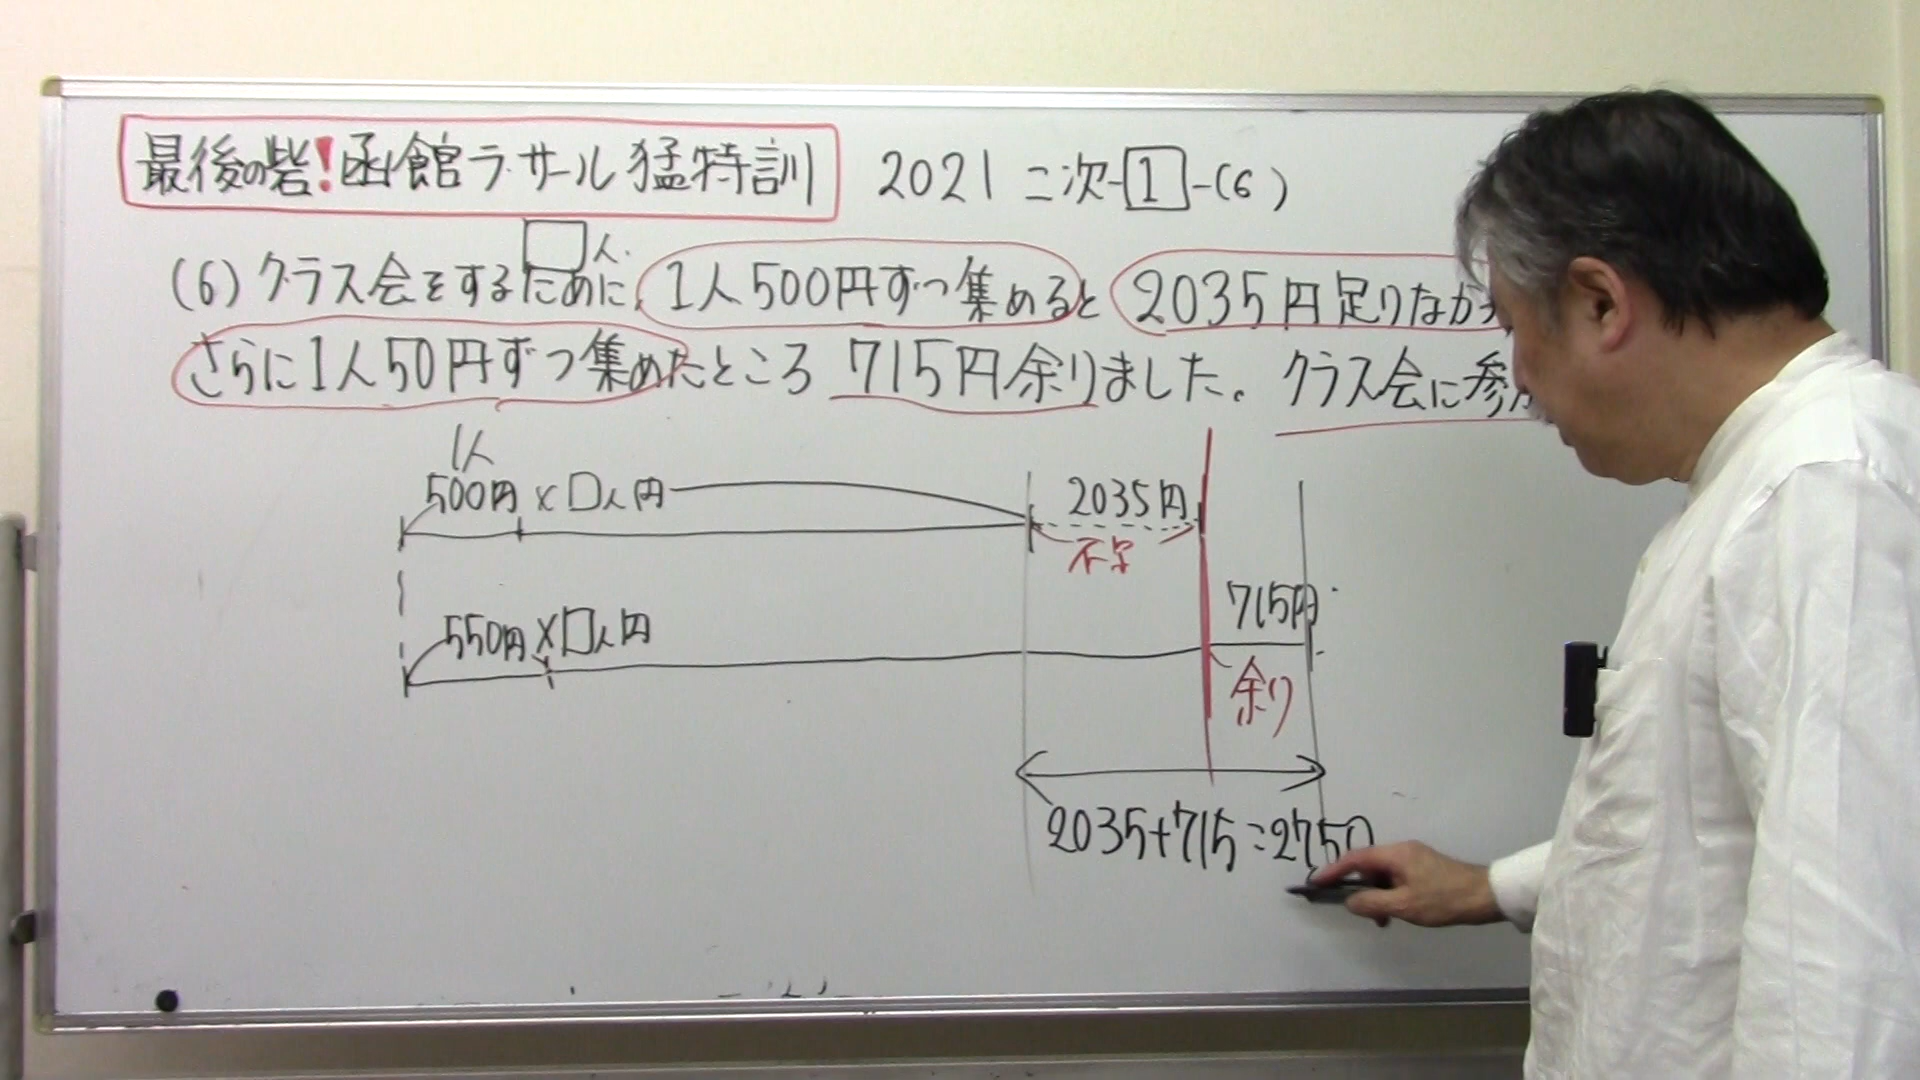 最後の砦!函館ラ・サール猛特訓 2021 二次-1-(6)
□人.
(6)クラス会をするために、1人500円ずつ集めると2035円足りなか
さらに1人50円ずつ集めたところ 715円余りました。クラス会に参
1人
500円×□人円 2035円
不足
715円
550円×□人円
余り
2035+715=2750